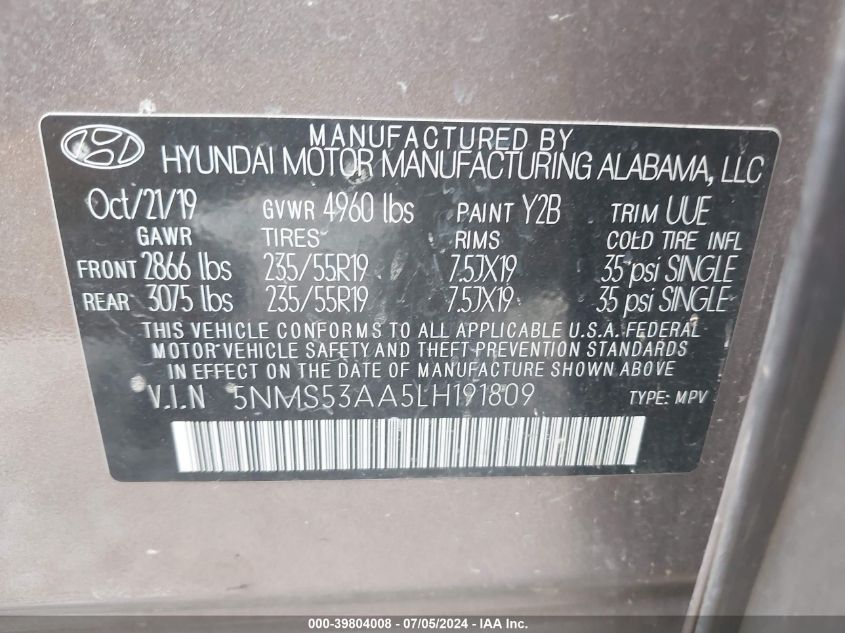 MANUFACTURED BY
HYUNDAI MOTOR MANUFACTURING ALABAMA, LLC
Oct/21/19 GVWR 4960 lbs PAINT Y2B TRIM UUE
GAWR TIRES RIMS COLD TIRE INFL
FRONT 2866 lbs 235/55R19 7.5JX19 35 psi SINGLE
REAR 3075 lbs 235/55R19 7.5JX19 35 psi SINGLE
THIS VEHICLE CONFORMS TO ALL APPLICABLE U.S.A. FEDERAL
MOTOR VEHICLE SAFETY AND THEFT PREVENTION STANDARDS
IN EFFECT ON THE DATE OF MANUFACTURE SHOWN ABOVE.
V.I.N 5NMS53AA5LH191809 TYPE: MPV
000-39804008 - 07/05/2024 - IAA Inc.